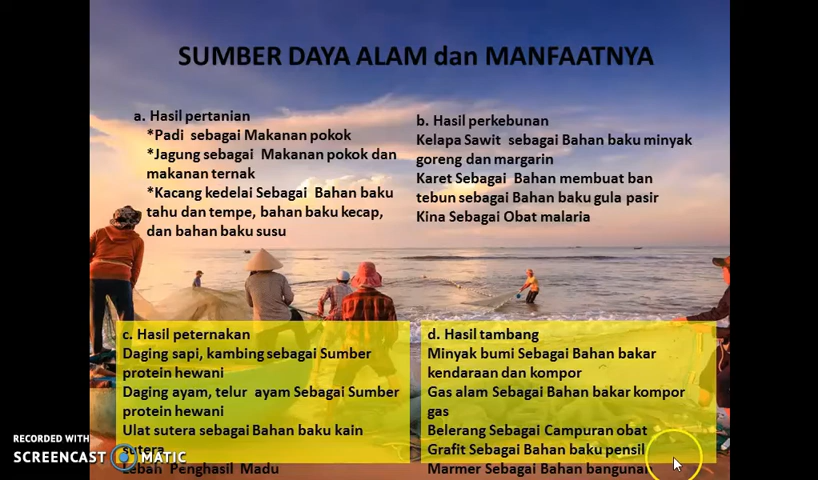 SUMBER DAYA ALAM dan MANFAATNYA
a. Hasil pertanian
*Padi sebagai Makanan pokok
*Jagung sebagai Makanan pokok dan
makanan ternak
*Kacang kedelai Sebagai Bahan baku
tahu dan tempe, bahan baku kecap,
dan bahan baku susu
b. Hasil perkebunan
Kelapa Sawit sebagai Bahan baku minyak
goreng dan margarin
Karet Sebagai Bahan membuat ban
tebun sebagai Bahan baku gula pasir
Kina Sebagai Obat malaria
c. Hasil peternakan
Daging sapi, kambing sebagai Sumber
protein hewani
Daging ayam, telur ayam Sebagai Sumber
protein hewani
Ulat sutera sebagai Bahan baku kain
sutera
Lebah Penghasil Madu
d. Hasil tambang
Minyak bumi Sebagai Bahan bakar
kendaraan dan kompor
Gas alam Sebagai Bahan bakar kompor
gas
Belerang Sebagai Campuran obat
Grafit Sebagai Bahan baku pensil
Marmer Sebagai Bahan bangunan
RECORDED WITH
SCREENCAST MATIC